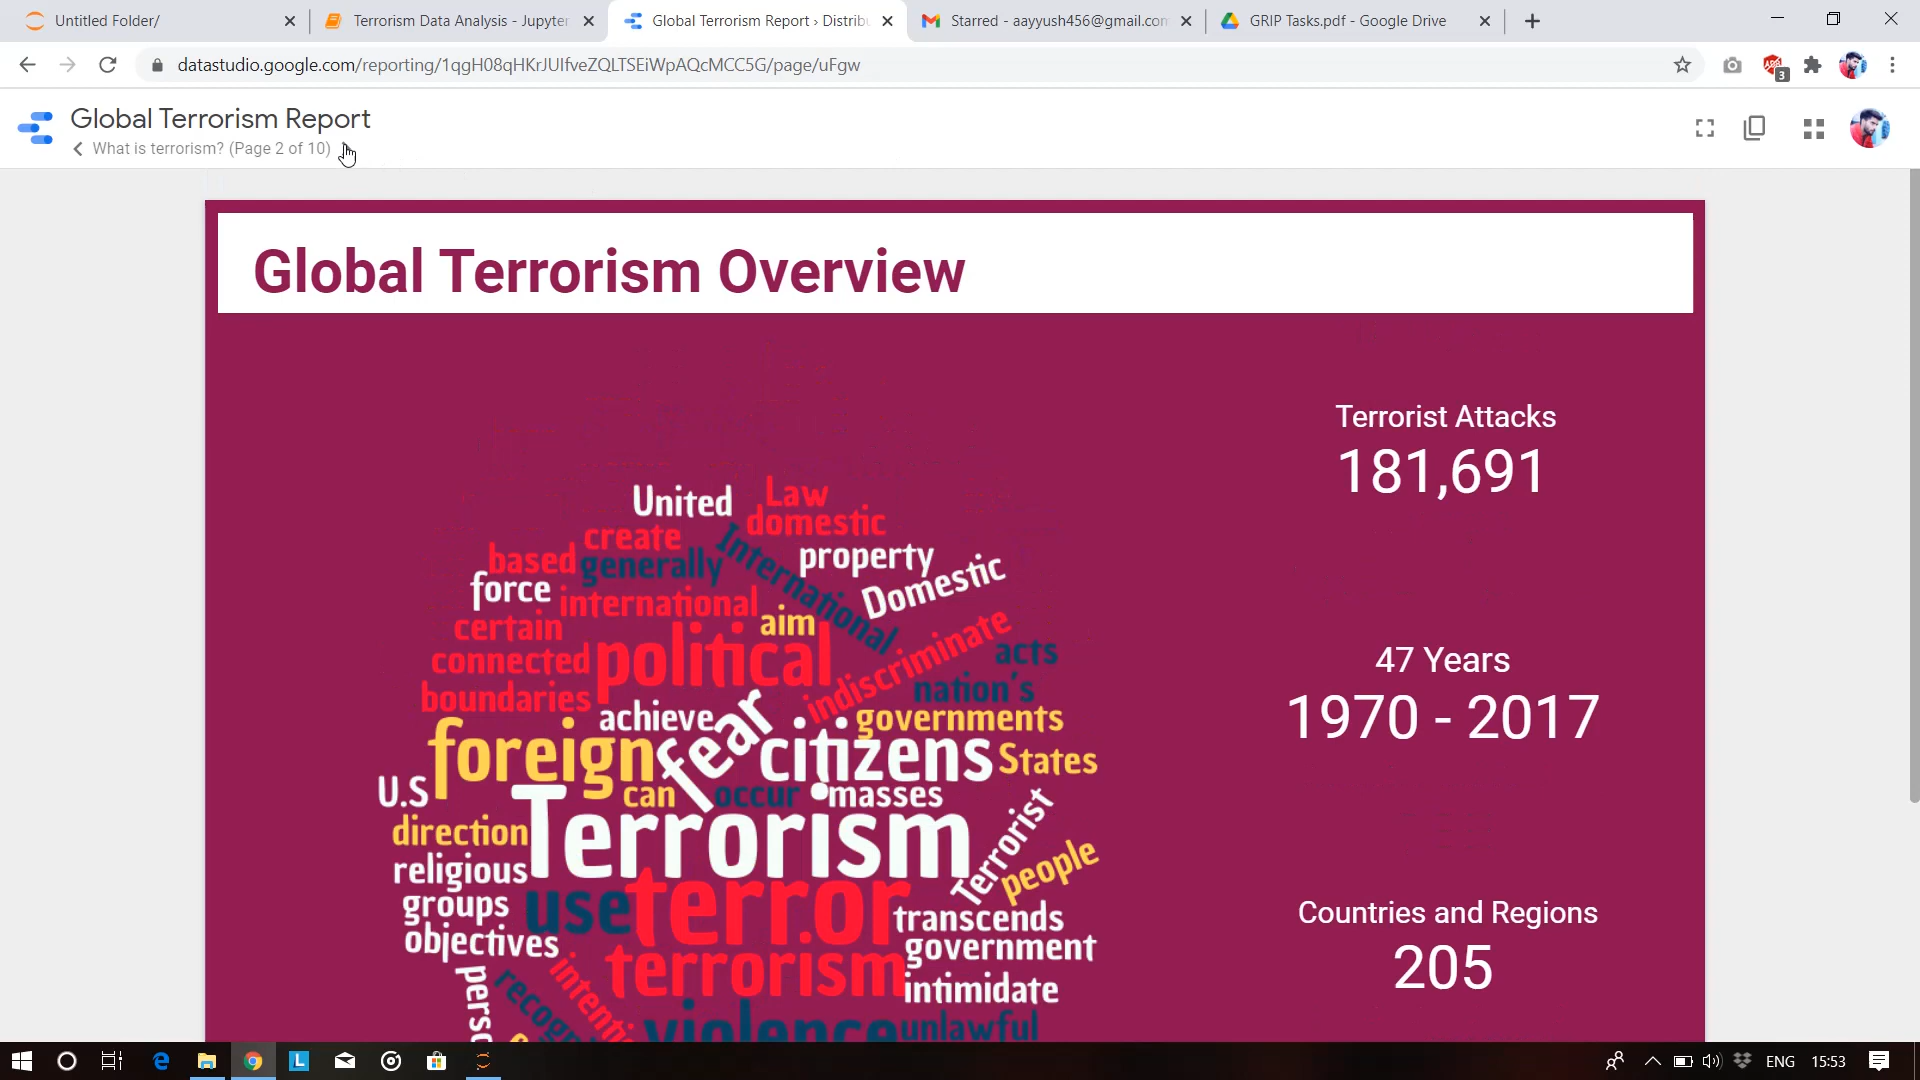 Untitled Folder/
Terrorism Data Analysis - Jupyter
Global Terrorism Report › Distrib
Starred - aayyush456@gmail.com
GRIP Tasks.pdf - Google Drive
datastudio.google.com/reporting/1qgH08qHKrJUIfveZQLTSEiWpAQcMCC5G/page/uFgw
3
Global Terrorism Report
What is terrorism? (Page 2 of 10)
Global Terrorism Overview
Terrorist Attacks
181,691
47 Years
1970 - 2017
Countries and Regions
205
United
Law
domestic
create
based
generally
International
property
Domestic
force
international
aim
certain
connected
political
indiscriminate
acts
nation's
boundaries
achieve
fear
governments
foreign
citizens
States
U.S
can
occur
masses
direction
Terrorism
Terrorist
people
religious
groups
use
terror
transcends
objectives
government
terrorism
intimidate
violence
unlawful
ENG
15:53